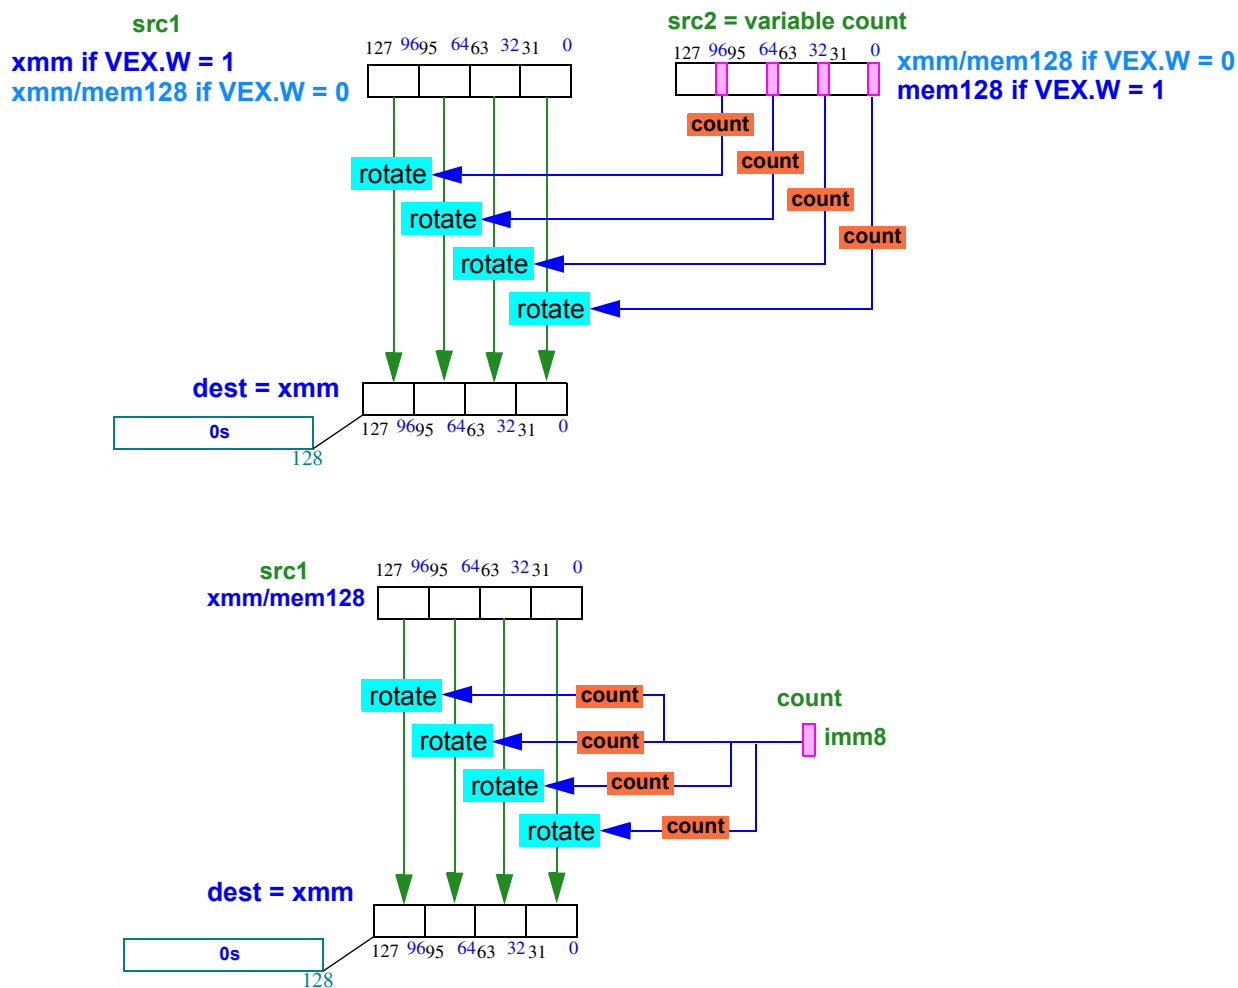 src1
src2 = variable count
xmm if VEX.W = 1
xmm/mem128 if VEX.W = 0
127 96 95 64 63 32 31 0
127 96 95 64 63 32 31 0
xmm/mem128 if VEX.W = 0
mem128 if VEX.W = 1
count
count
rotate
count
rotate
count
rotate
rotate
dest = xmm
0s
128
127 96 95 64 63 32 31 0
src1
xmm/mem128
127 96 95 64 63 32 31 0
rotate
count
count
imm8
rotate
count
rotate
count
rotate
count
dest = xmm
0s
128
127 96 95 64 63 32 31 0